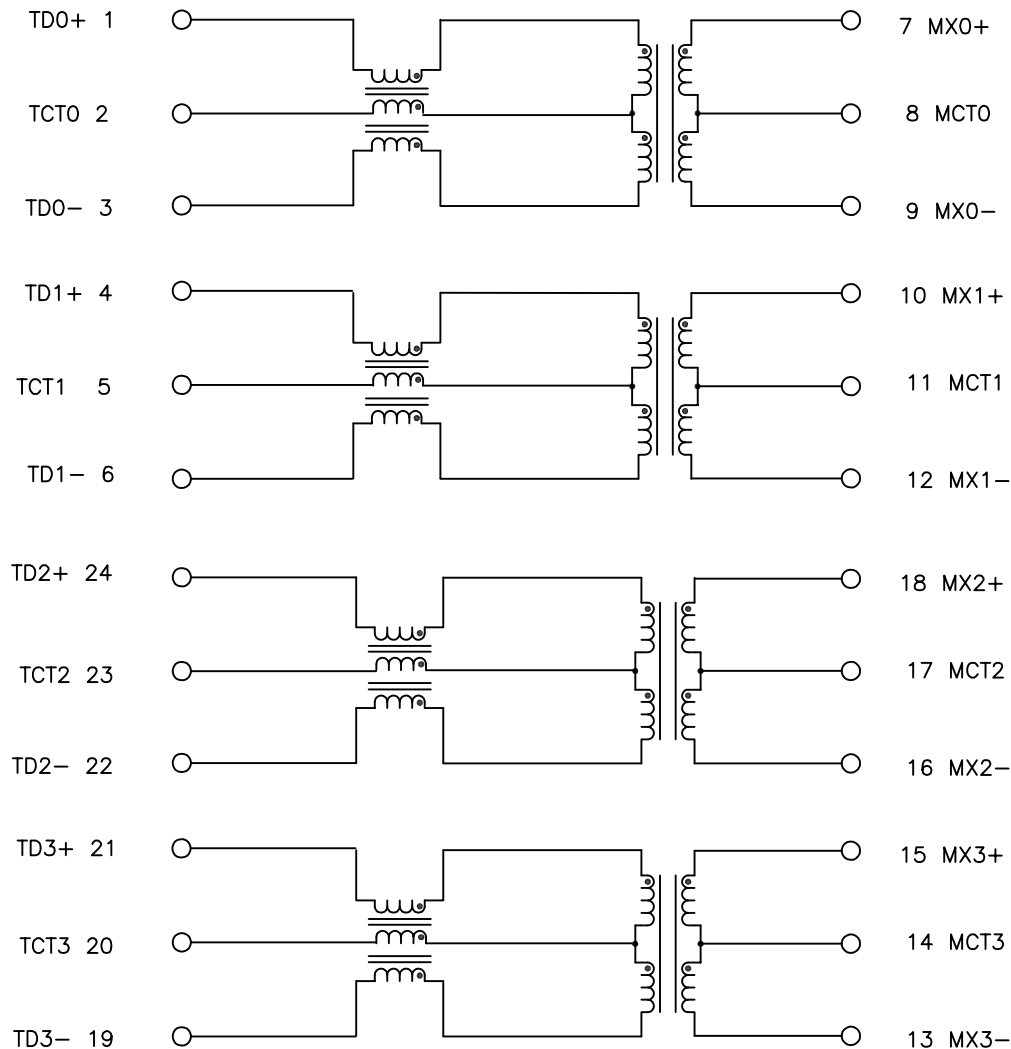 TD0+ 1
7 MX0+
TCT0 2
8 MCT0
TD0− 3
9 MX0−
TD1+ 4
10 MX1+
TCT1 5
11 MCT1
TD1− 6
12 MX1−
TD2+ 24
18 MX2+
TCT2 23
17 MCT2
TD2− 22
16 MX2−
TD3+ 21
15 MX3+
TCT3 20
14 MCT3
TD3− 19
13 MX3−